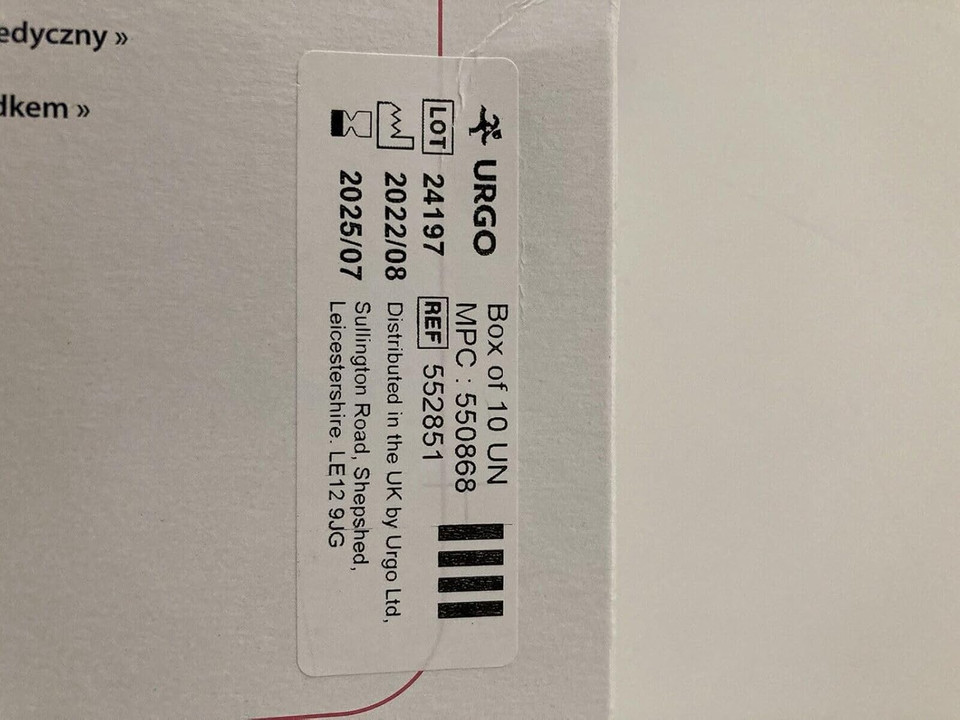 edyczny »
dkem »
URGO
Box of 10 UN
MPC : 550868
LOT 24197
REF 552851
2022/08
Distributed in the UK by Urgo Ltd,
2025/07
Sullington Road, Shepshed,
Leicestershire. LE12 9JG